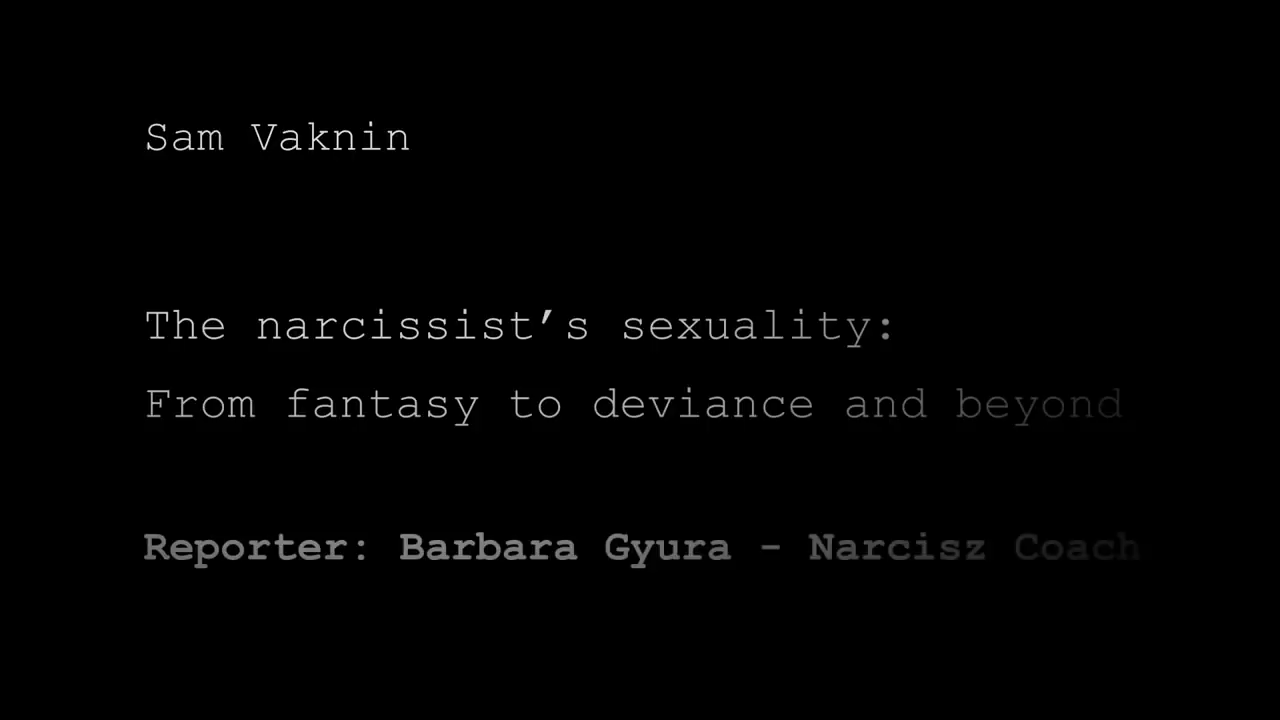 Sam Vaknin
The narcissist’s sexuality:
From fantasy to deviance and beyond
Reporter: Barbara Gyura - Narcisz Coach